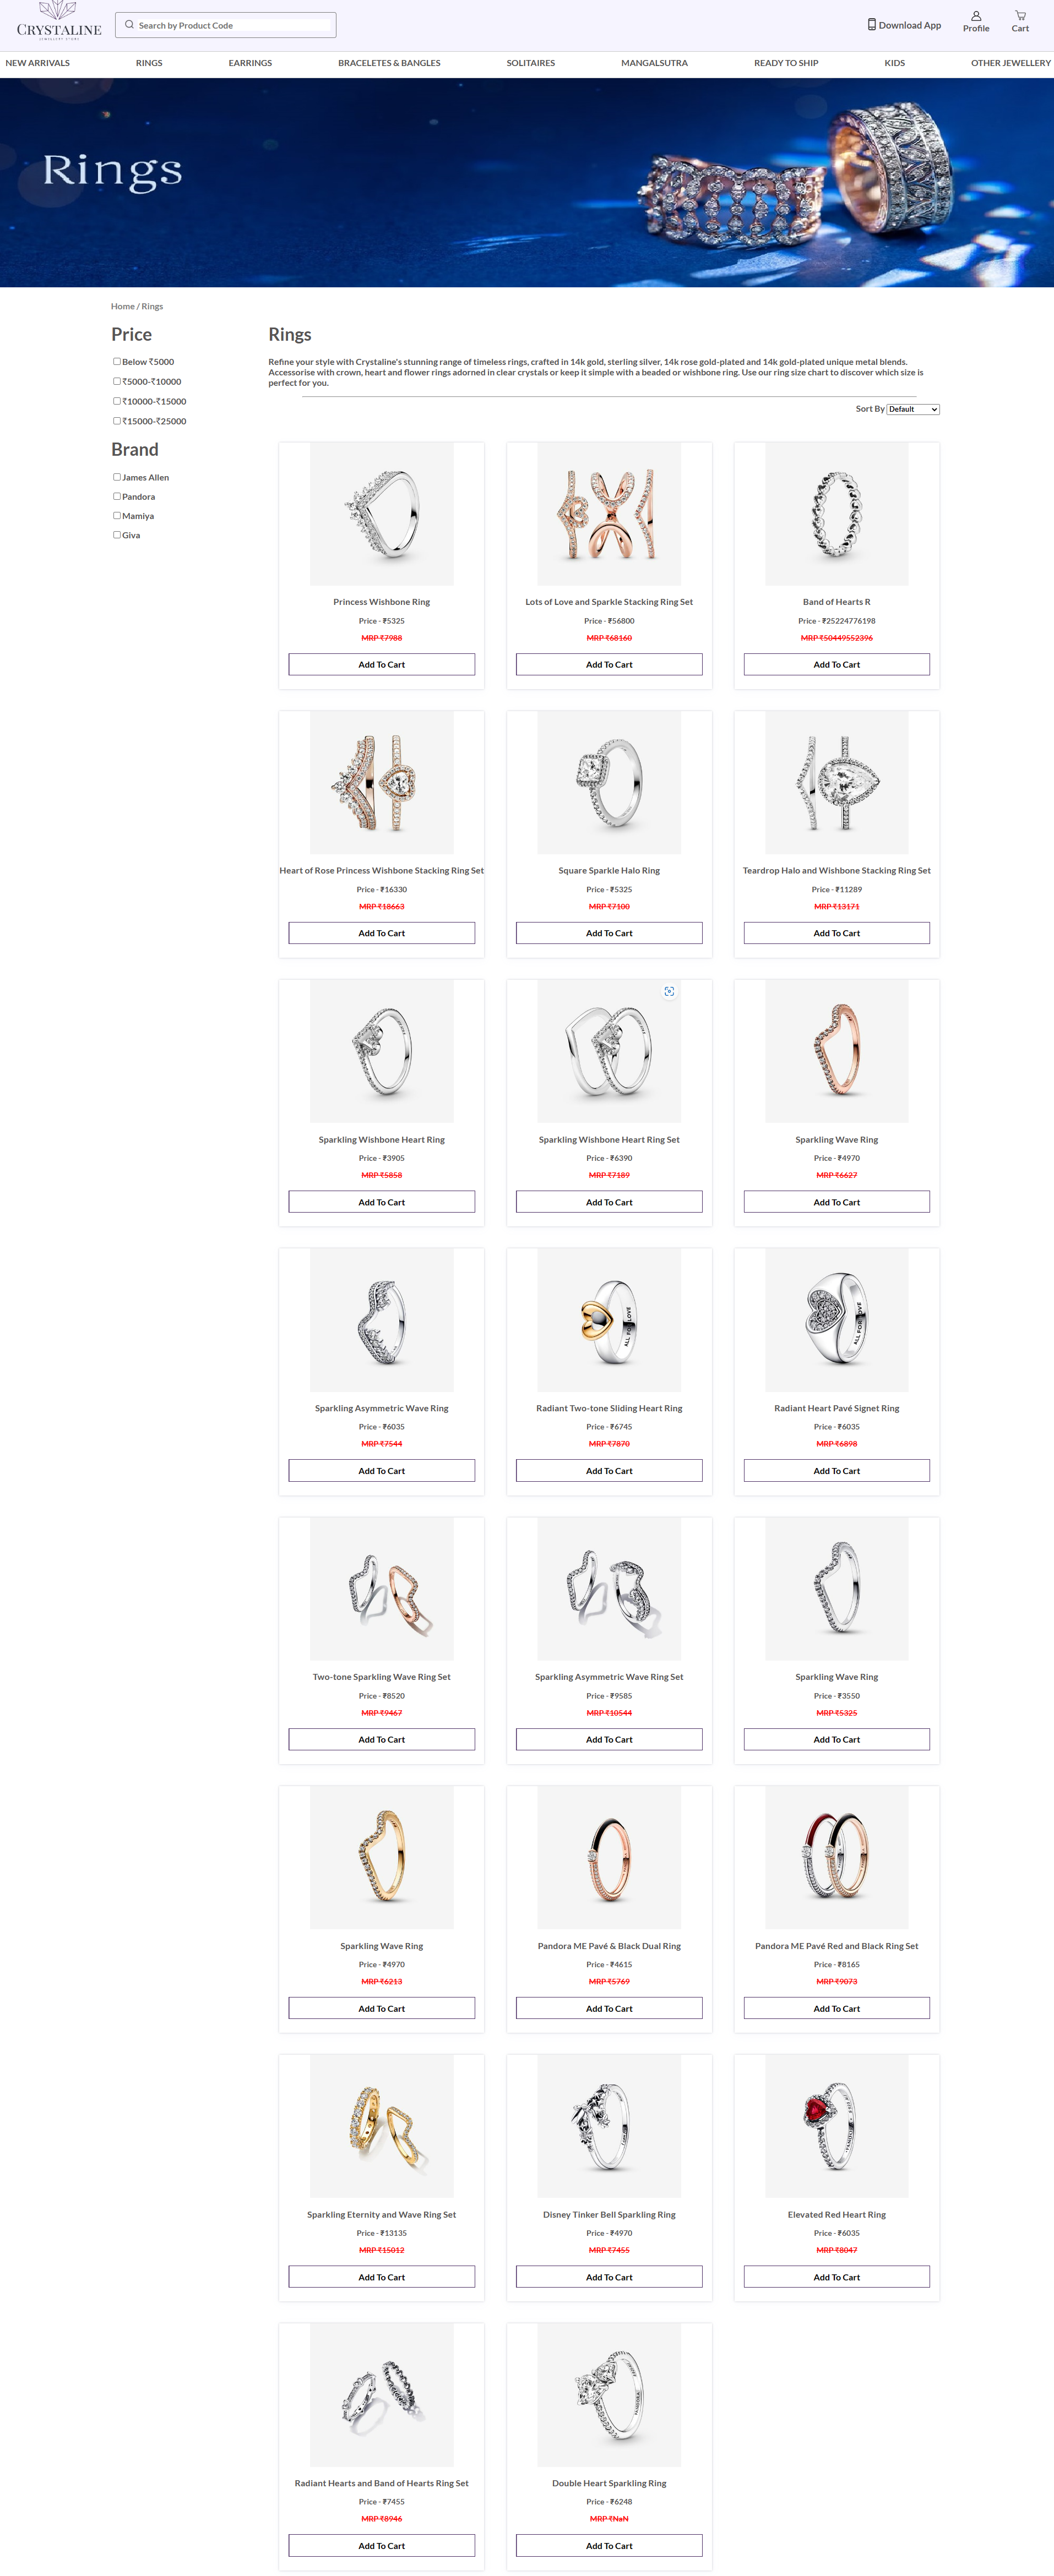 CRYSTALINE
JEWELLERY STORE
Search by Product Code
Download App
Profile
Cart
NEW ARRIVALS RINGS EARRINGS BRACELETES & BANGLES SOLITAIRES MANGALSUTRA READY TO SHIP KIDS OTHER JEWELLERY
Rings
Home / Rings
Price
Below ₹5000
₹5000-₹10000
₹10000-₹15000
₹15000-₹25000
Brand
James Allen
Pandora
Mamiya
Giva
Rings
Refine your style with Crystaline's stunning range of timeless rings, crafted in 14k gold, sterling silver, 14k rose gold-plated and 14k gold-plated unique metal blends.
Accessorise with crown, heart and flower rings adorned in clear crystals or keep it simple with a beaded or wishbone ring. Use our ring size chart to discover which size is
perfect for you.
Sort By Default
Princess Wishbone Ring
Price - ₹5325
MRP ₹7988
Add To Cart
Lots of Love and Sparkle Stacking Ring Set
Price - ₹56800
MRP ₹68160
Add To Cart
Band of Hearts R
Price - ₹25224776198
MRP ₹50449552396
Add To Cart
Heart of Rose Princess Wishbone Stacking Ring Set
Price - ₹16330
MRP ₹18663
Add To Cart
Square Sparkle Halo Ring
Price - ₹5325
MRP ₹7100
Add To Cart
Teardrop Halo and Wishbone Stacking Ring Set
Price - ₹11289
MRP ₹13171
Add To Cart
Sparkling Wishbone Heart Ring
Price - ₹3905
MRP ₹5858
Add To Cart
Sparkling Wishbone Heart Ring Set
Price - ₹6390
MRP ₹7189
Add To Cart
Sparkling Wave Ring
Price - ₹4970
MRP ₹6627
Add To Cart
Sparkling Asymmetric Wave Ring
Price - ₹6035
MRP ₹7544
Add To Cart
ALL FOR LOVE
Radiant Two-tone Sliding Heart Ring
Price - ₹6745
MRP ₹7870
Add To Cart
ALL FOR LOVE
Radiant Heart Pavé Signet Ring
Price - ₹6035
MRP ₹6898
Add To Cart
Two-tone Sparkling Wave Ring Set
Price - ₹8520
MRP ₹9467
Add To Cart
Sparkling Asymmetric Wave Ring Set
Price - ₹9585
MRP ₹10544
Add To Cart
Sparkling Wave Ring
Price - ₹3550
MRP ₹5325
Add To Cart
Sparkling Wave Ring
Price - ₹4970
MRP ₹6213
Add To Cart
Pandora ME Pavé & Black Dual Ring
Price - ₹4615
MRP ₹5769
Add To Cart
Pandora ME Pavé Red and Black Ring Set
Price - ₹8165
MRP ₹9073
Add To Cart
Sparkling Eternity and Wave Ring Set
Price - ₹13135
MRP ₹15012
Add To Cart
Disney Tinker Bell Sparkling Ring
Price - ₹4970
MRP ₹7455
Add To Cart
Elevated Red Heart Ring
Price - ₹6035
MRP ₹8047
Add To Cart
Radiant Hearts and Band of Hearts Ring Set
Price - ₹7455
MRP ₹8946
Add To Cart
PANDORA
Double Heart Sparkling Ring
Price - ₹6248
MRP ₹NaN
Add To Cart